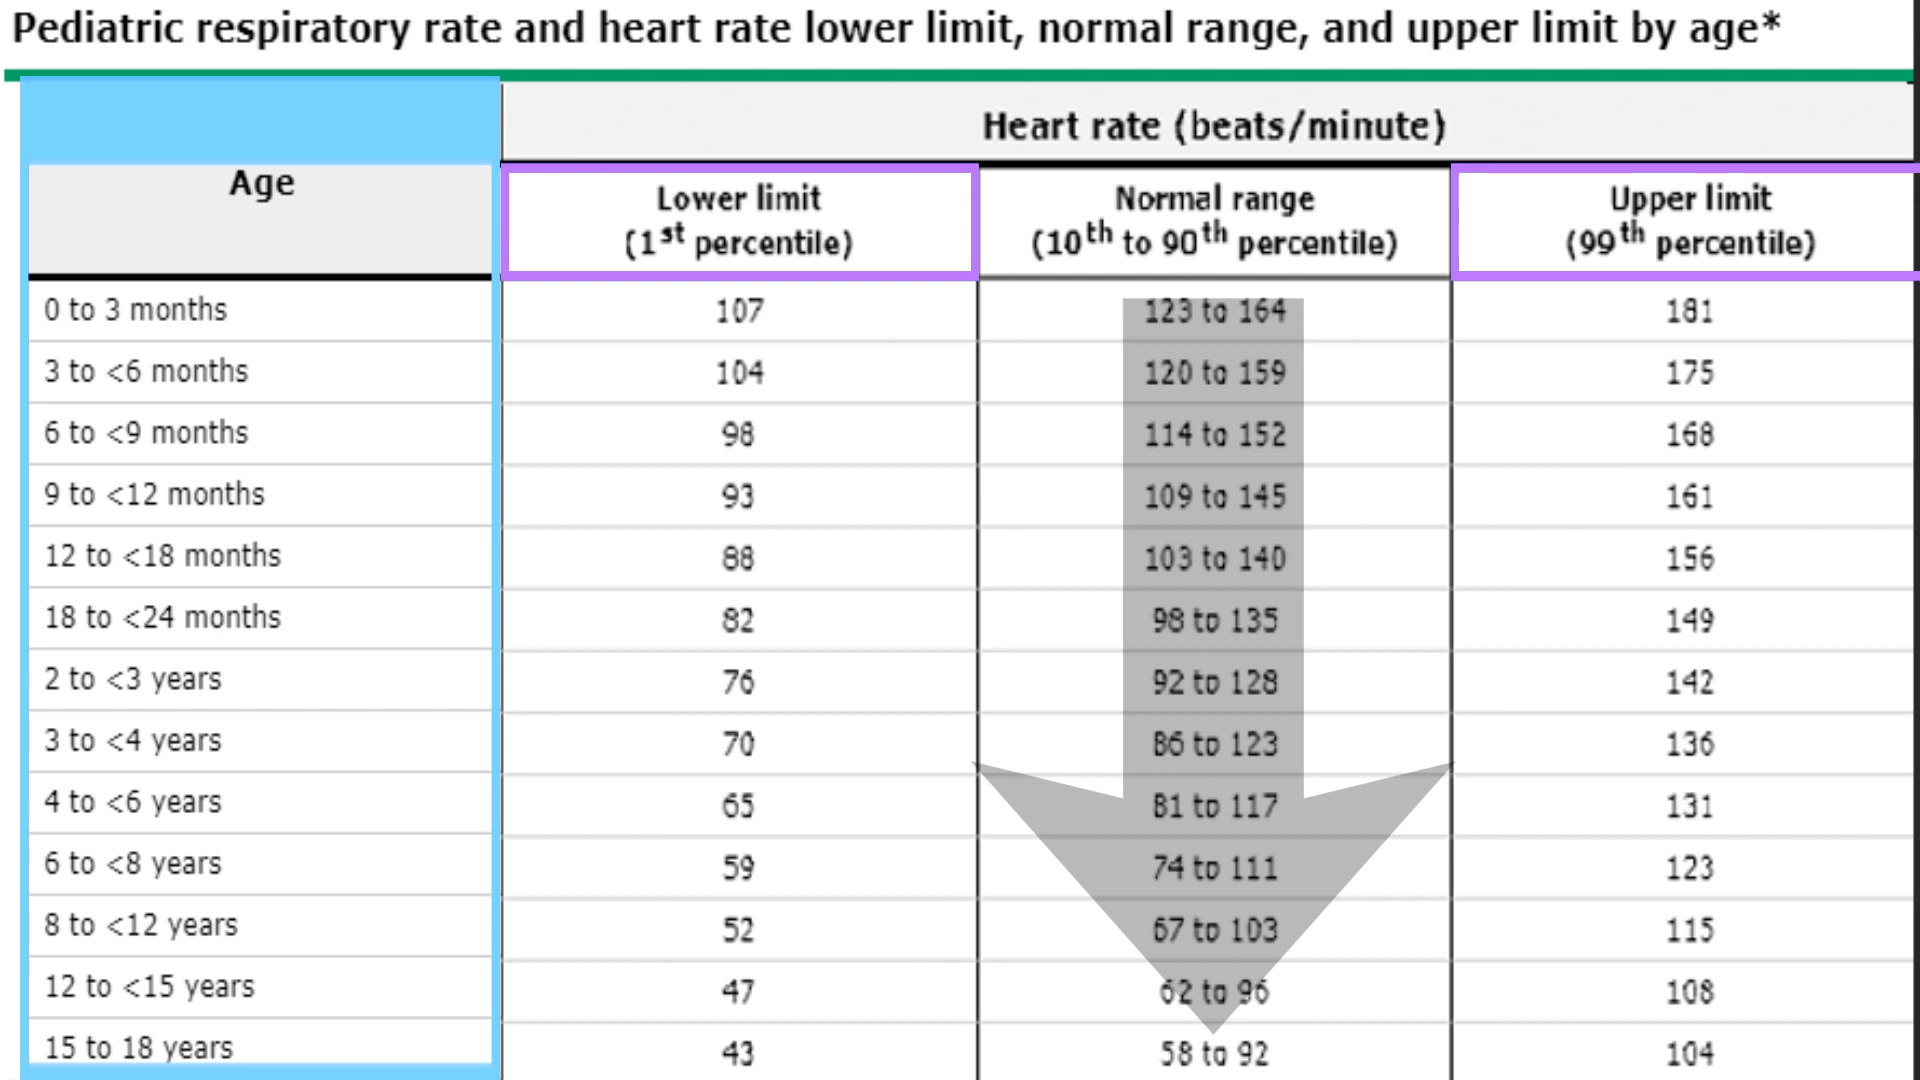 Pediatric respiratory rate and heart rate lower limit, normal range, and upper limit by age*
Heart rate (beats/minute)
Age
Lower limit (1st percentile)
Normal range (10th to 90th percentile)
Upper limit (99th percentile)
0 to 3 months 107 123 to 164 181
3 to <6 months 104 120 to 159 175
6 to <9 months 98 114 to 152 168
9 to <12 months 93 109 to 145 161
12 to <18 months 88 103 to 140 156
18 to <24 months 82 98 to 135 149
2 to <3 years 76 92 to 128 142
3 to <4 years 70 86 to 123 136
4 to <6 years 65 81 to 117 131
6 to <8 years 59 74 to 111 123
8 to <12 years 52 67 to 103 115
12 to <15 years 47 62 to 96 108
15 to 18 years 43 58 to 92 104